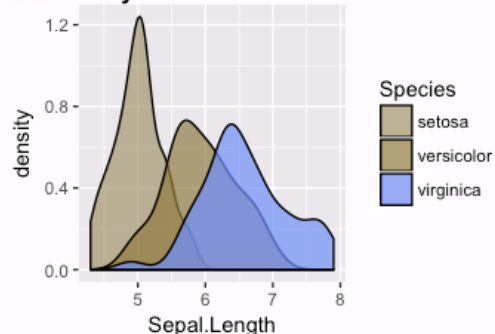 1.2
0.8
0.4
0.0
density
5
6
7
8
Sepal.Length
Species
setosa
versicolor
virginica